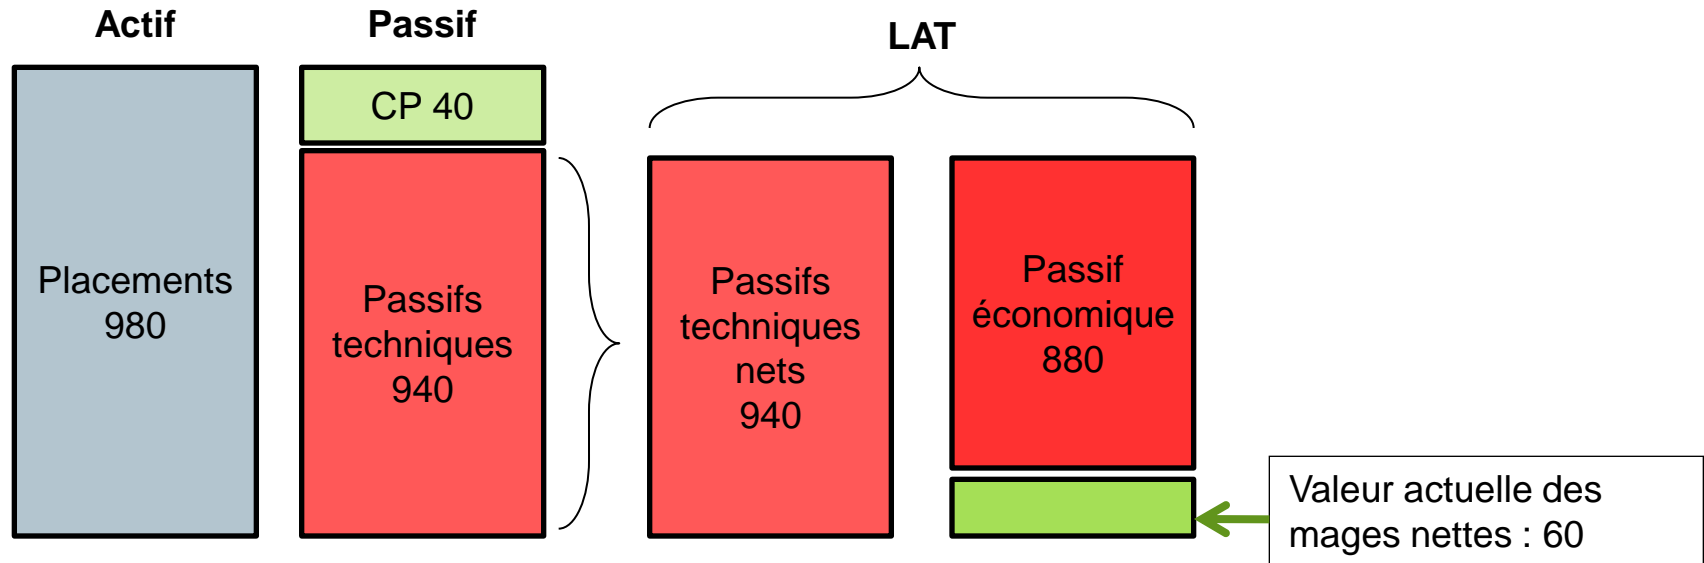 Actif
Passif
LAT
CP 40
Placements
980
Passifs
techniques
940
Passifs
techniques
nets
940
Passif
économique
880
Valeur actuelle des
mages nettes : 60